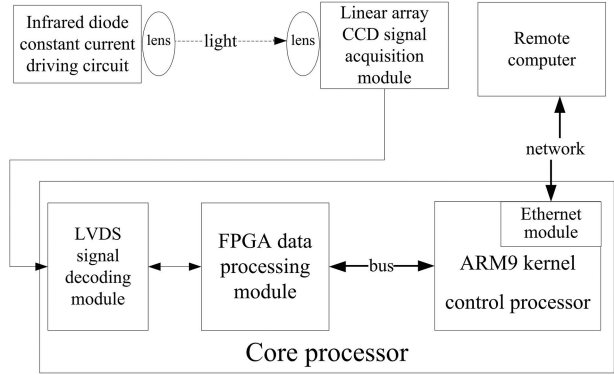 Infrared diode
constant current
driving circuit
lens
light
lens
Linear array
CCD signal
acquisition
module
Remote
computer
network
LVDS
signal
decoding
module
FPGA data
processing
module
bus
Ethernet
module
ARM9 kernel
control processor
Core processor